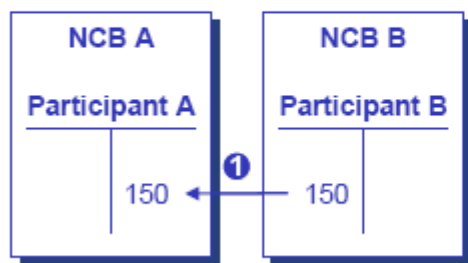 NCB A
NCB B
Participant A
Participant B
1
150
150